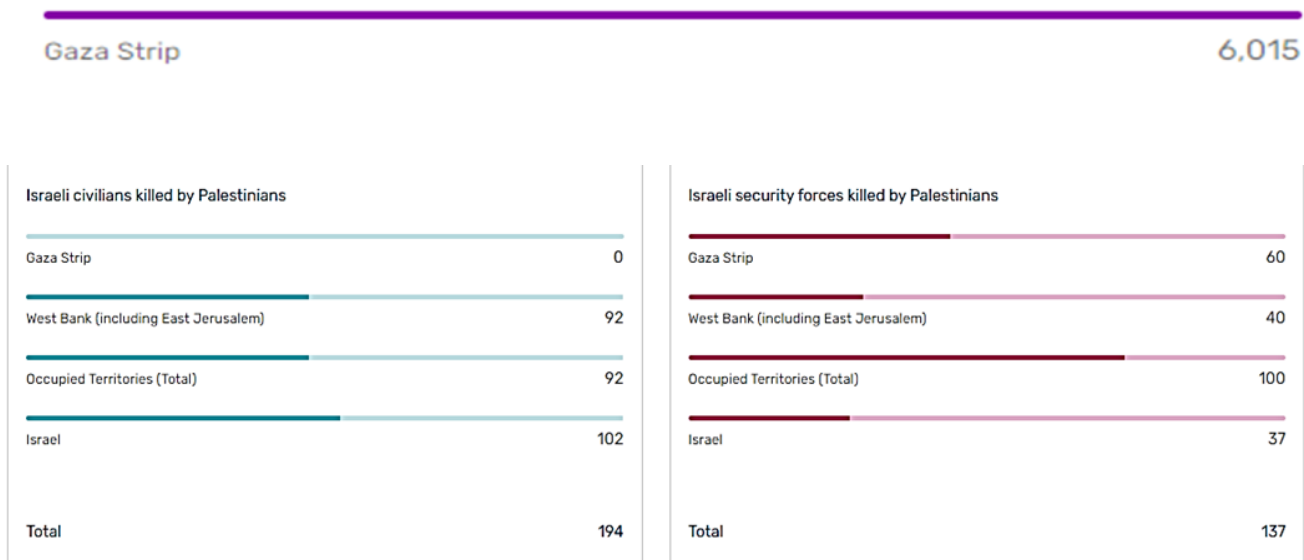 Gaza Strip 6,015
Israeli civilians killed by Palestinians
Gaza Strip 0
West Bank (including East Jerusalem) 92
Occupied Territories (Total) 92
Israel 102
Total 194
Israeli security forces killed by Palestinians
Gaza Strip 60
West Bank (including East Jerusalem) 40
Occupied Territories (Total) 100
Israel 37
Total 137